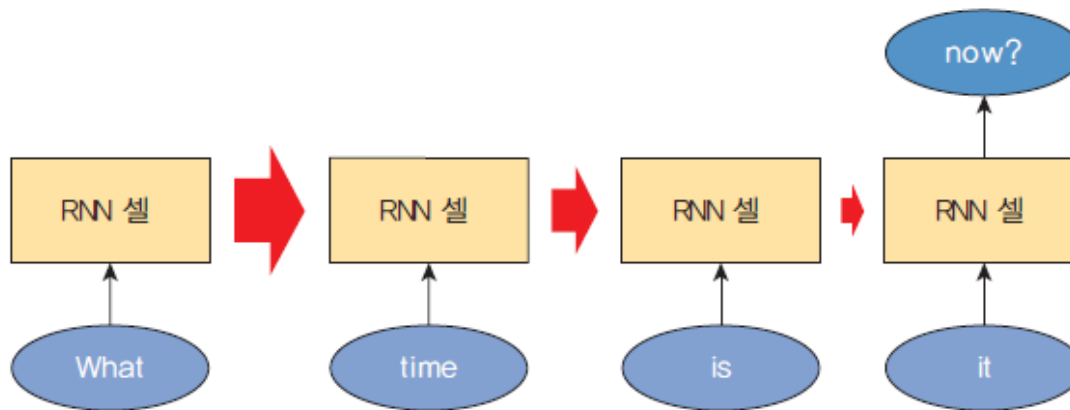 now?
RNN 셀
RNN 셀
RNN 셀
RNN 셀
What
time
is
it